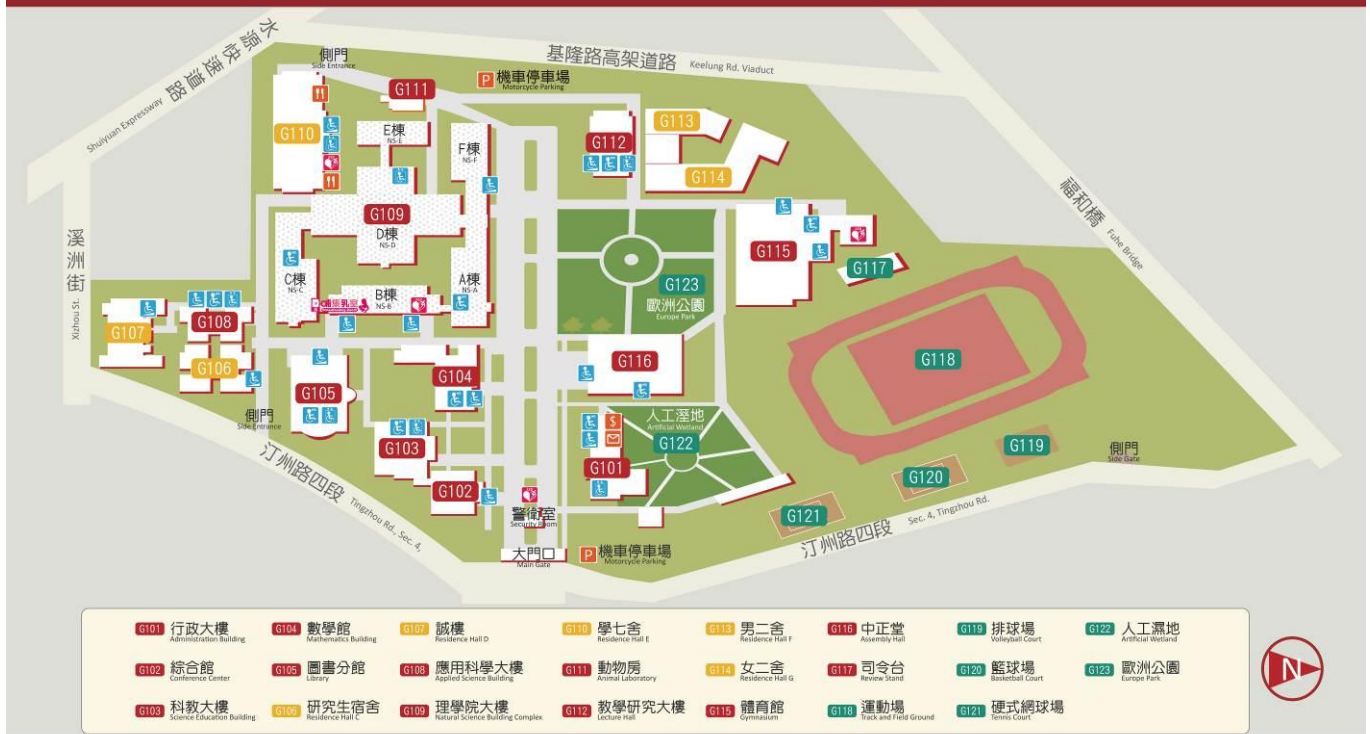 水源快速道路
Shuiyuan Expressway
側門
Side Entrance
基隆路高架道路 Keelung Rd. Viaduct
P 機車停車場
Motorcycle Parking
G111
G110
E棟
NS-E
F棟
NS-F
G112
G113
G114
福和橋 Fuhe Bridge
溪洲街
Xizhou St.
G109
D棟
NS-D
C棟
NS-C
A棟
NS-A
B棟
NS-B
哺集乳室
G115
G117
G123
歐洲公園
Europe Park
G107
G108
G106
G105
G104
G116
G118
側門
Side Entrance
G103
G102
人工溼地
Artificial Wetland
G122
$
G101
G119
側門
Side Gate
G120
G121
汀州路四段 Tingzhou Rd., Sec. 4,
警衛室
Security Room
大門口
Main Gate
P 機車停車場
Motorcycle Parking
汀州路四段 Sec. 4, Tingzhou Rd.
G101 行政大樓 G104 數學館 G107 誠樓 G110 學七舍 G113 男二舍 G116 中正堂 G119 排球場 G122 人工濕地
Administration Building Mathematics Building Residence Hall D Residence Hall E Residence Hall F Assembly Hall Volleyball Court Artificial Wetland
G102 綜合館 G105 圖書分館 G108 應用科學大樓 G111 動物房 G114 女二舍 G117 司令台 G120 籃球場 G123 歐洲公園
Conference Center Library Applied Science Building Animal Laboratory Residence Hall G Review Stand Basketball Court Europe Park
G103 科教大樓 G106 研究生宿舍 G109 理學院大樓 G112 教學研究大樓 G115 體育館 G118 運動場 G121 硬式網球場
Science Education Building Residence Hall C Natural Science Building Complex Lecture Hall Gymnasium Track and Field Ground Tennis Court
N